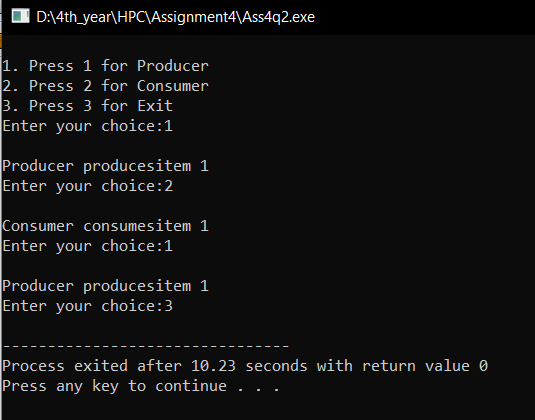 D:\4th_year\HPC\Assignment4\Ass4q2.exe
1. Press 1 for Producer
2. Press 2 for Consumer
3. Press 3 for Exit
Enter your choice:1
Producer producesitem 1
Enter your choice:2
Consumer consumesitem 1
Enter your choice:1
Producer producesitem 1
Enter your choice:3
--------------------------------
Process exited after 10.23 seconds with return value 0
Press any key to continue . . .